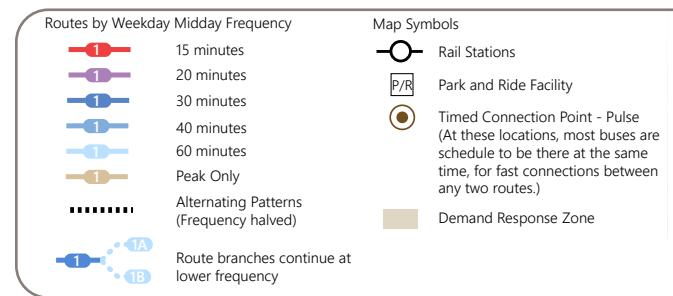 Routes by Weekday Midday Frequency
1 15 minutes
1 20 minutes
1 30 minutes
1 40 minutes
1 60 minutes
1 Peak Only
Alternating Patterns
(Frequency halved)
1A
1 Route branches continue at
1B lower frequency
Map Symbols
Rail Stations
P/R Park and Ride Facility
Timed Connection Point - Pulse
(At these locations, most buses are
schedule to be there at the same
time, for fast connections between
any two routes.)
Demand Response Zone